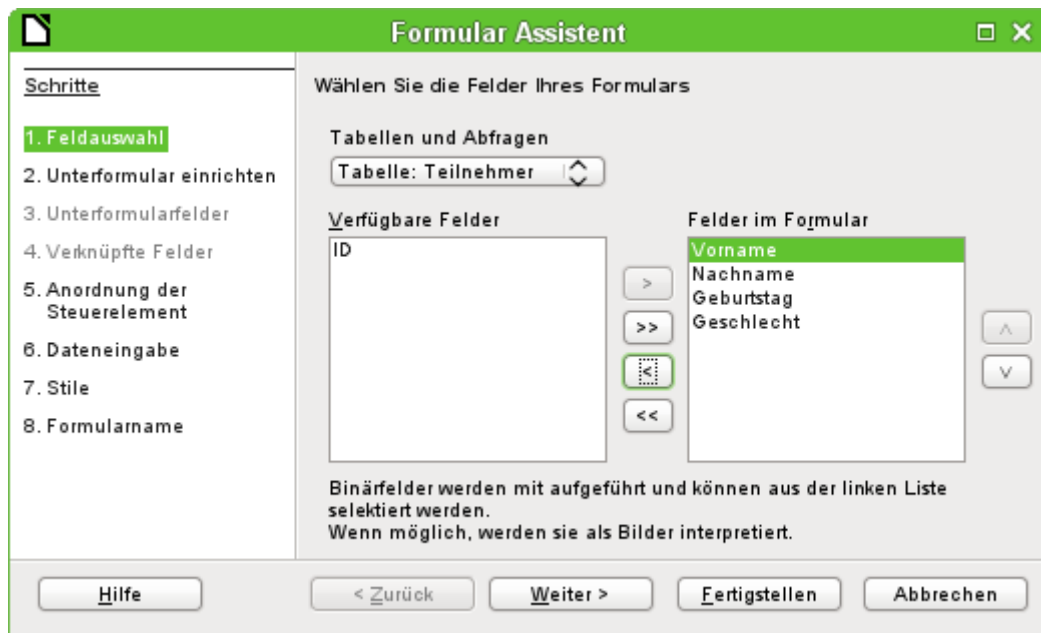 Formular Assistent
Schritte
1. Feldauswahl
2. Unterformular einrichten
3. Unterformularfelder
4. Verknüpfte Felder
5. Anordnung der
Steuerelement
6. Dateneingabe
7. Stile
8. Formularname
Wählen Sie die Felder Ihres Formulars
Tabellen und Abfragen
Tabelle: Teilnehmer
Verfügbare Felder
ID
>
>>
<
<<
Felder im Formular
Vorname
Nachname
Geburtstag
Geschlecht
Binärfelder werden mit aufgeführt und können aus der linken Liste
selektiert werden.
Wenn möglich, werden sie als Bilder interpretiert.
Hilfe
< Zurück
Weiter >
Fertigstellen
Abbrechen